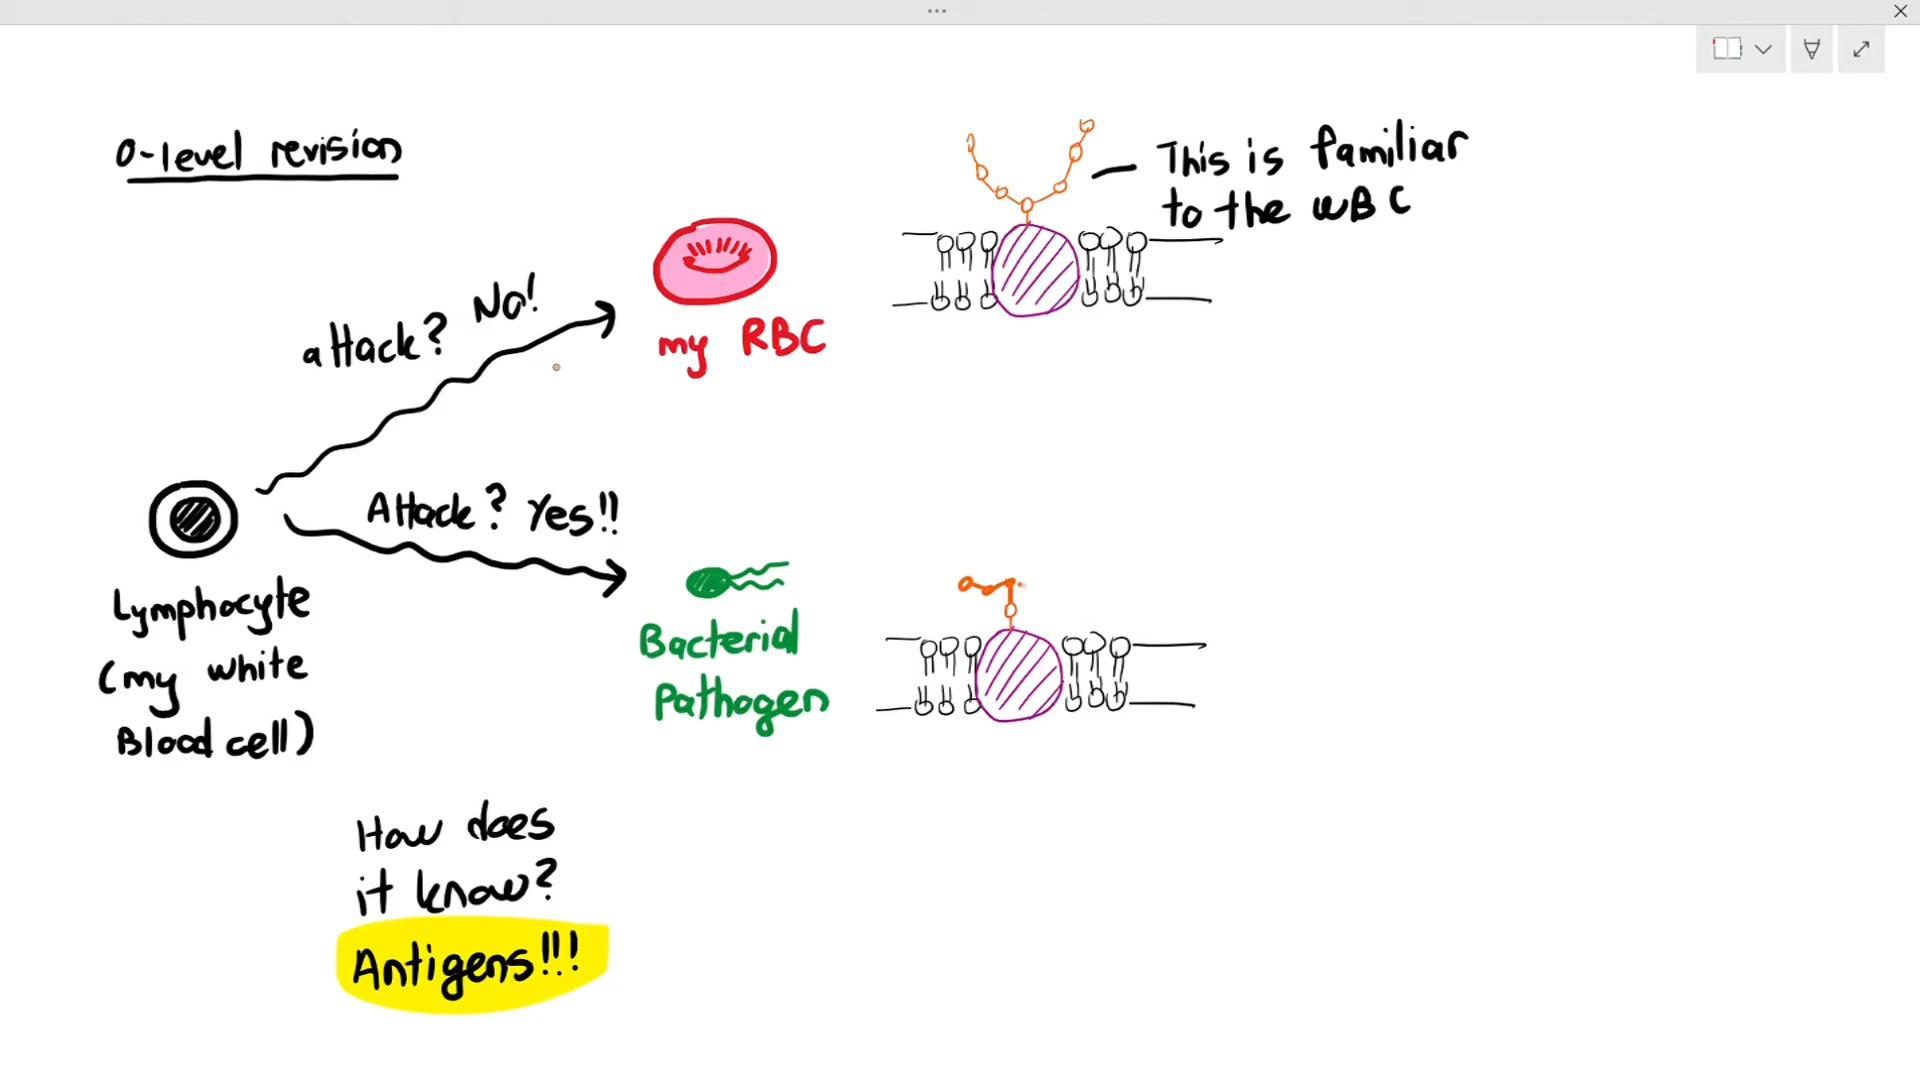 0-level revision
This is familiar
to the WBC
attack? No!
my RBC
Attack? Yes!!
Lymphocyte
(my white
Blood cell)
Bacterial
Pathogen
How does
it know?
Antigens!!!